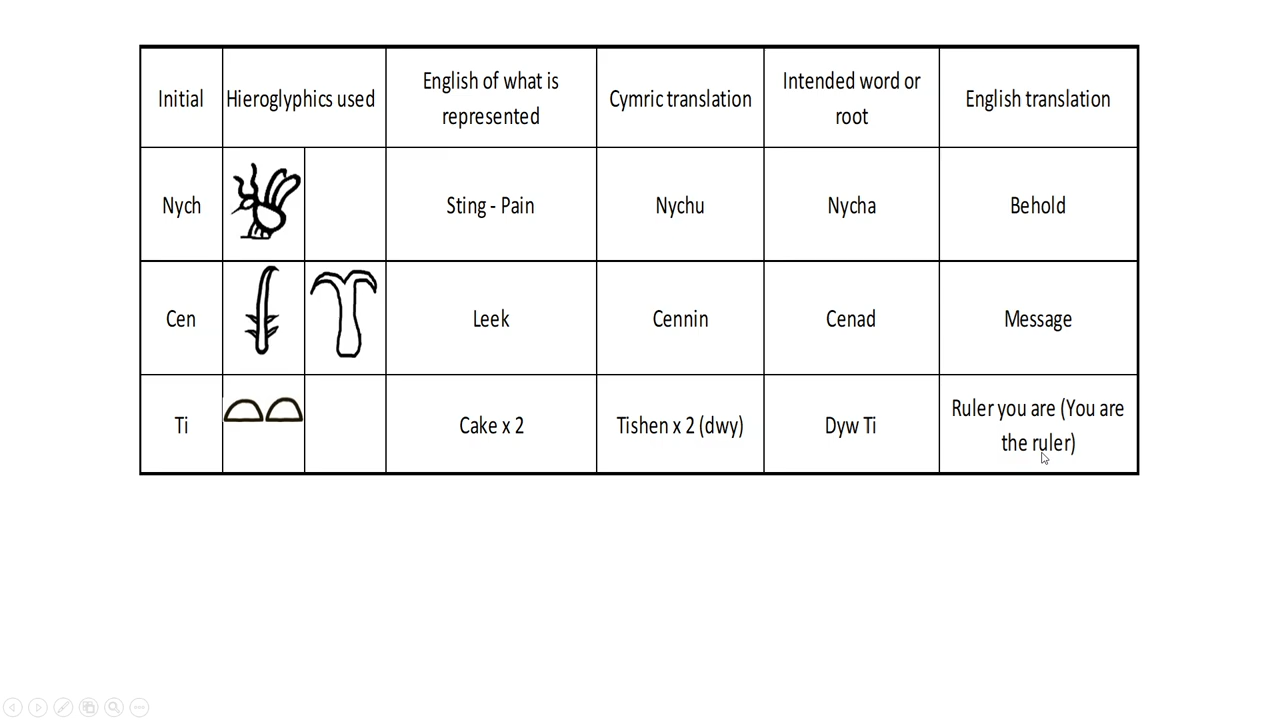 Initial
Hieroglyphics used
English of what is
represented
Cymric translation
Intended word or
root
English translation
Nych
Sting - Pain
Nychu
Nycha
Behold
Cen
Leek
Cennin
Cenad
Message
Ti
Cake x 2
Tishen x 2 (dwy)
Dyw Ti
Ruler you are (You are
the ruler)